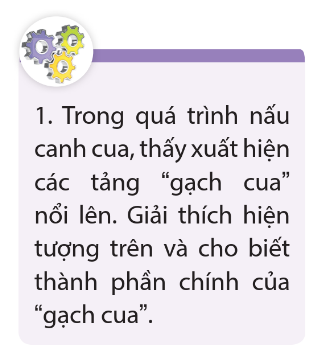 1. Trong quá trình nấu
canh cua, thấy xuất hiện
các tảng “gạch cua”
nổi lên. Giải thích hiện
tượng trên và cho biết
thành phần chính của
“gạch cua”.